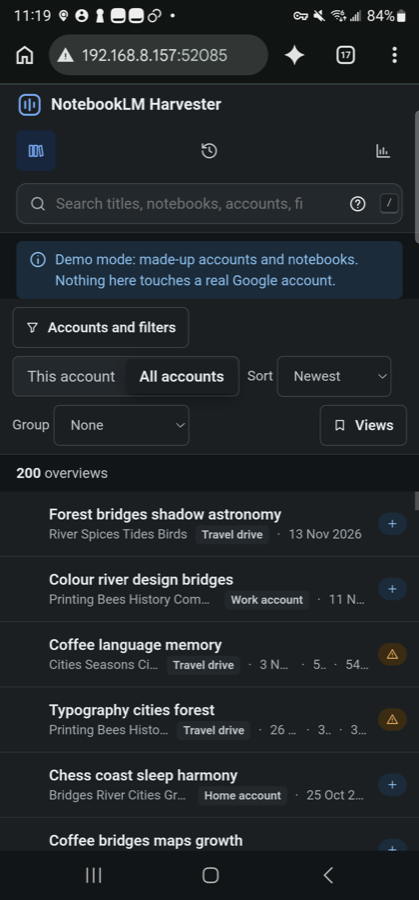 11:19
84%
192.168.8.157:52085
17
NotebookLM Harvester
Search titles, notebooks, accounts, fi
/
Demo mode: made-up accounts and notebooks.
Nothing here touches a real Google account.
Accounts and filters
This account All accounts Sort Newest
Group None Views
200 overviews
Forest bridges shadow astronomy
River Spices Tides Birds Travel drive · 13 Nov 2026
Colour river design bridges
Printing Bees History Com... Work account · 11 N...
Coffee language memory
Cities Seasons Ci... Travel drive · 3 N... · 5.. · 54...
Typography cities forest
Printing Bees Histo... Travel drive · 26 ... · 3.. · 3...
Chess coast sleep harmony
Bridges River Cities Gr... Home account · 25 Oct 2...
Coffee bridges maps growth